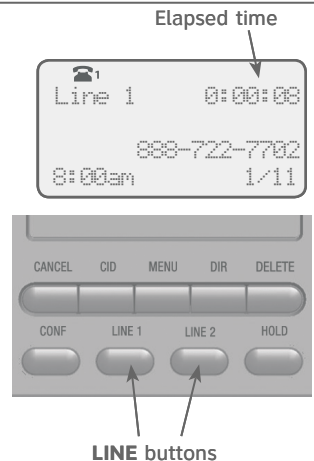 Elapsed time
1
Line 1 0:00:08
888-722-7702
8:00am 1/11
CANCEL CID MENU DIR DELETE
CONF LINE 1 LINE 2 HOLD
LINE buttons